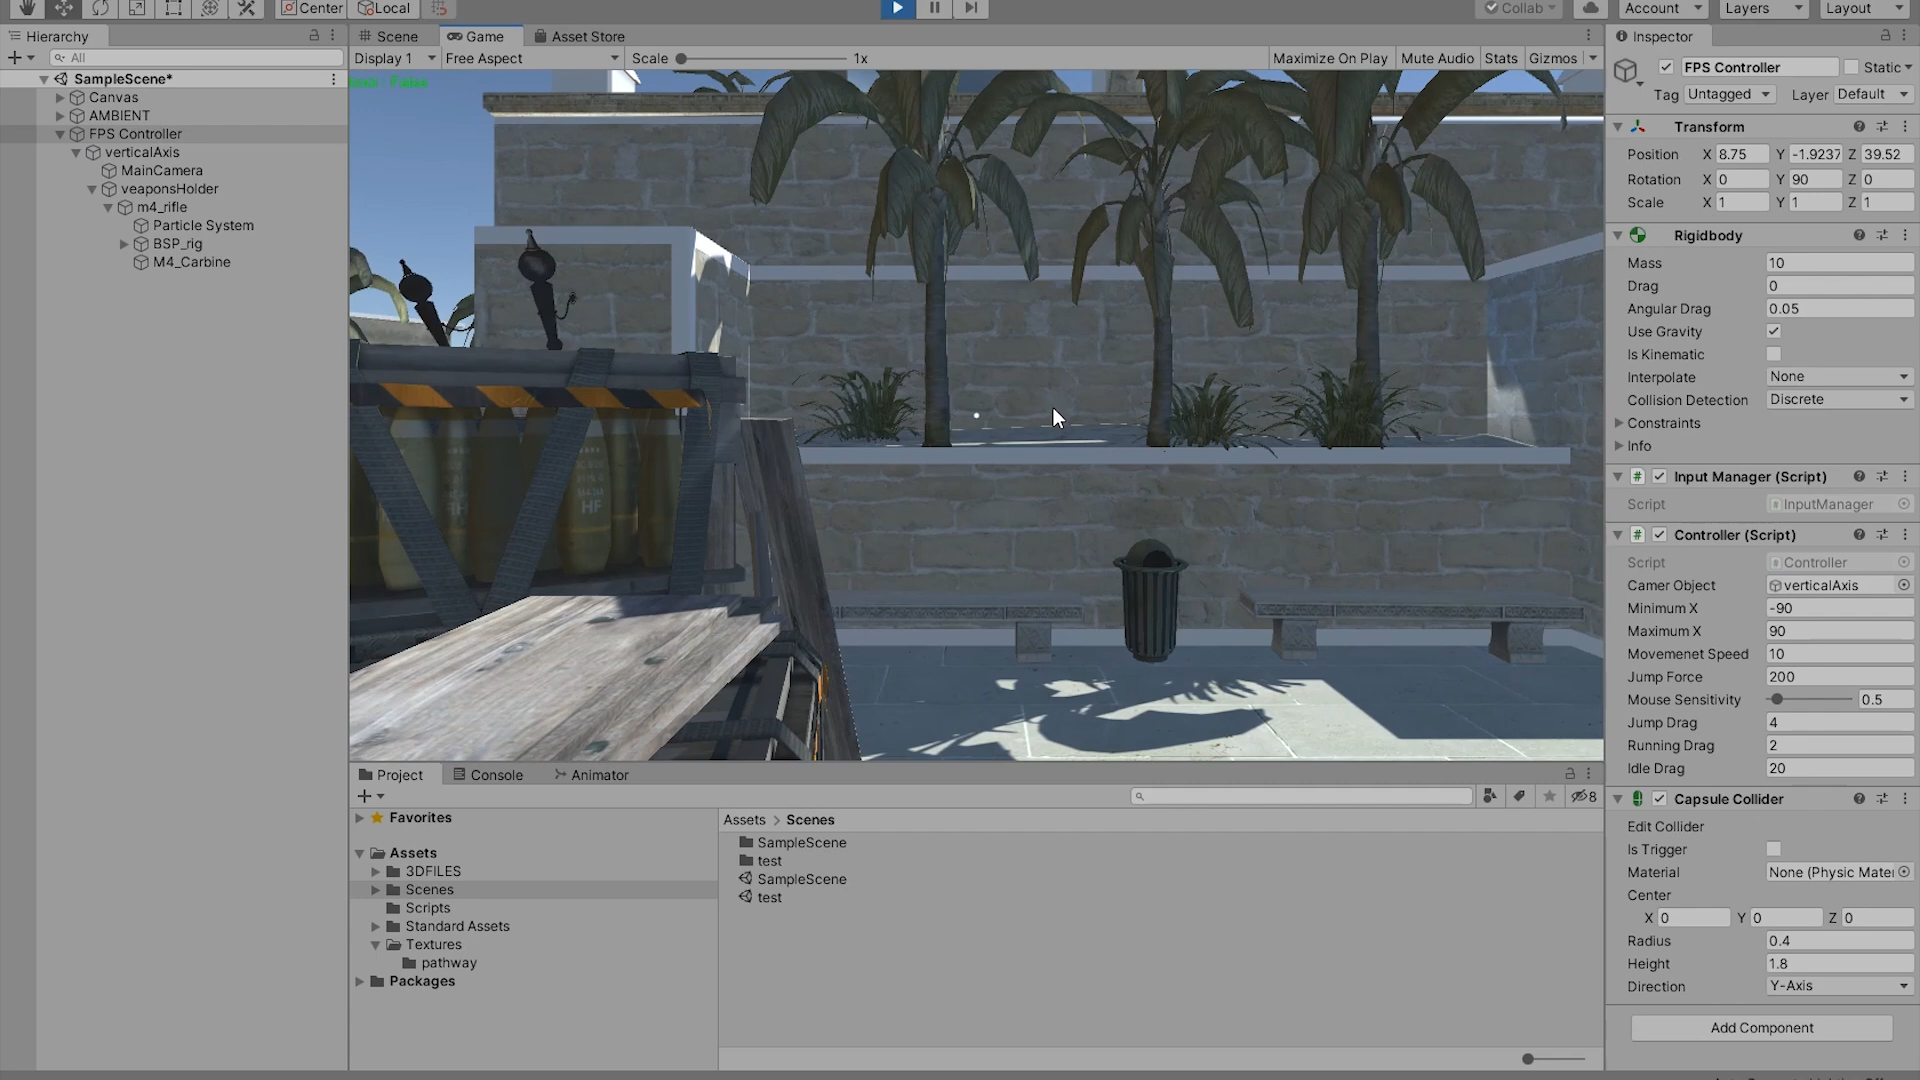 Center
Local
Collab
Account
Layers
Layout
Hierarchy
All
SampleScene*
Canvas
AMBIENT
FPS Controller
verticalAxis
MainCamera
veaponsHolder
m4_rifle
Particle System
BSP_rig
M4_Carbine
Scene
Game
Asset Store
Display 1
Free Aspect
Scale
1x
Maximize On Play
Mute Audio
Stats
Gizmos
False
HF
Project
Console
Animator
8
Favorites
Assets
3DFILES
Scenes
Scripts
Standard Assets
Textures
pathway
Packages
Assets > Scenes
SampleScene
test
SampleScene
test
Inspector
FPS Controller
Static
Tag Untagged Layer Default
Transform
Position X 8.75 Y -1.9237 Z 39.52
Rotation X 0 Y 90 Z 0
Scale X 1 Y 1 Z 1
Rigidbody
Mass 10
Drag 0
Angular Drag 0.05
Use Gravity
Is Kinematic
Interpolate None
Collision Detection Discrete
Constraints
Info
# Input Manager (Script)
Script InputManager
# Controller (Script)
Script Controller
Camer Object verticalAxis
Minimum X -90
Maximum X 90
Movemenet Speed 10
Jump Force 200
Mouse Sensitivity 0.5
Jump Drag 4
Running Drag 2
Idle Drag 20
Capsule Collider
Edit Collider
Is Trigger
Material None (Physic Mate
Center
X 0 Y 0 Z 0
Radius 0.4
Height 1.8
Direction Y-Axis
Add Component